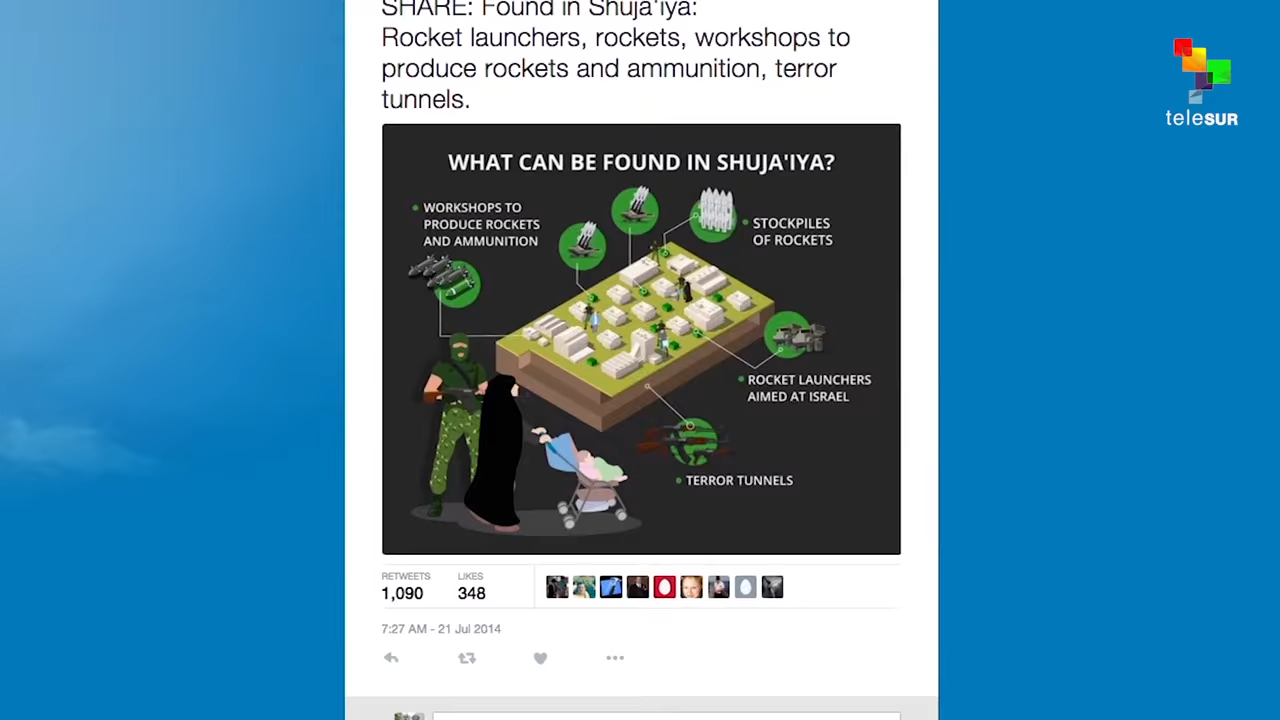 SHARE: Found in Shuja'iya:
Rocket launchers, rockets, workshops to
produce rockets and ammunition, terror
tunnels.
teleSUR
WHAT CAN BE FOUND IN SHUJA'IYA?
WORKSHOPS TO
PRODUCE ROCKETS
AND AMMUNITION
STOCKPILES
OF ROCKETS
ROCKET LAUNCHERS
AIMED AT ISRAEL
TERROR TUNNELS
RETWEETS
1,090
LIKES
348
7:27 AM - 21 Jul 2014